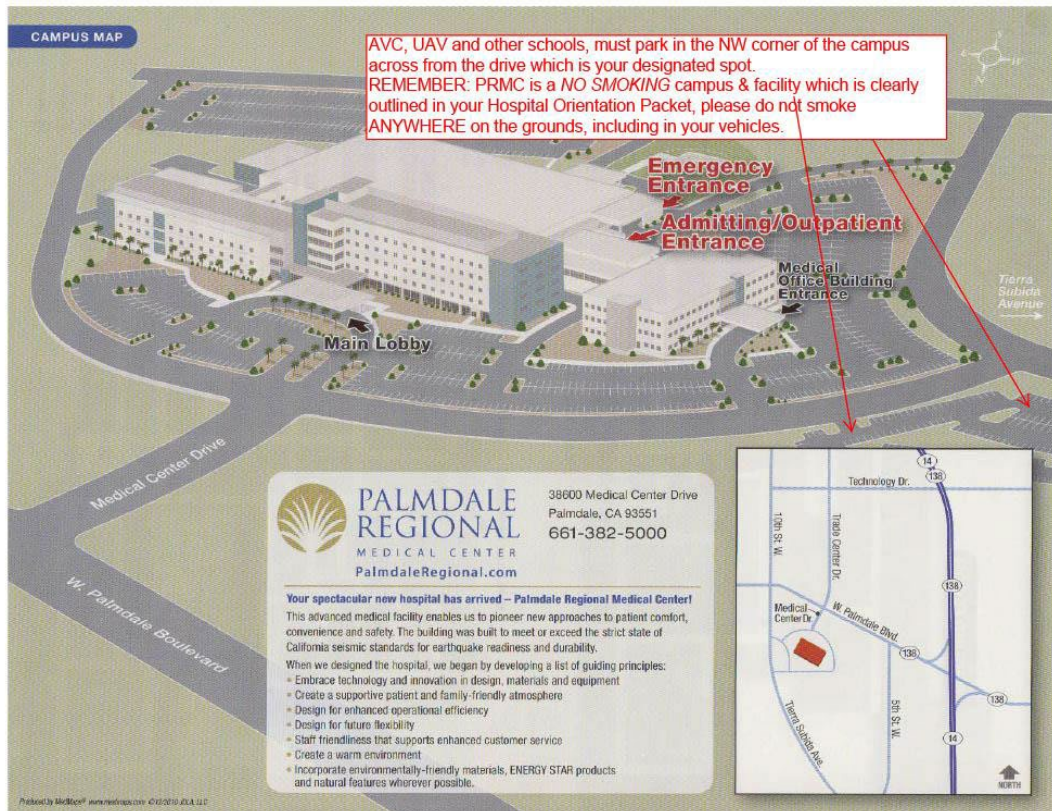 CAMPUS MAP
AVC, UAV and other schools, must park in the NW corner of the campus
across from the drive which is your designated spot.
REMEMBER: PRMC is a NO SMOKING campus & facility which is clearly
outlined in your Hospital Orientation Packet, please do not smoke
ANYWHERE on the grounds, including in your vehicles.
S
E
W
N
Emergency
Entrance
Admitting/Outpatient
Entrance
Medical
Office Building
Entrance
Tierra
Subida
Avenue
Main Lobby
Medical Center Drive
W. Palmdale Boulevard
PALMDALE
REGIONAL
MEDICAL CENTER
PalmdaleRegional.com
38600 Medical Center Drive
Palmdale, CA 93551
661-382-5000
Your spectacular new hospital has arrived – Palmdale Regional Medical Center!
This advanced medical facility enables us to pioneer new approaches to patient comfort,
convenience and safety. The building was built to meet or exceed the strict state of
California seismic standards for earthquake readiness and durability.
When we designed the hospital, we began by developing a list of guiding principles:
• Embrace technology and innovation in design, materials and equipment
• Create a supportive patient and family-friendly atmosphere
• Design for enhanced operational efficiency
• Design for future flexibility
• Staff friendliness that supports enhanced customer service
• Create a warm environment
• Incorporate environmentally-friendly materials, ENERGY STAR products
and natural features wherever possible.
14
138
Technology Dr.
10th St. W.
Trade Center Dr.
138
Medical
Center Dr.
W. Palmdale Blvd.
138
138
Tierra Subida Ave.
5th St. W.
14
NORTH
Produced by MedMaps® www.medmaps.com ©12/2010 JDLA, LLC